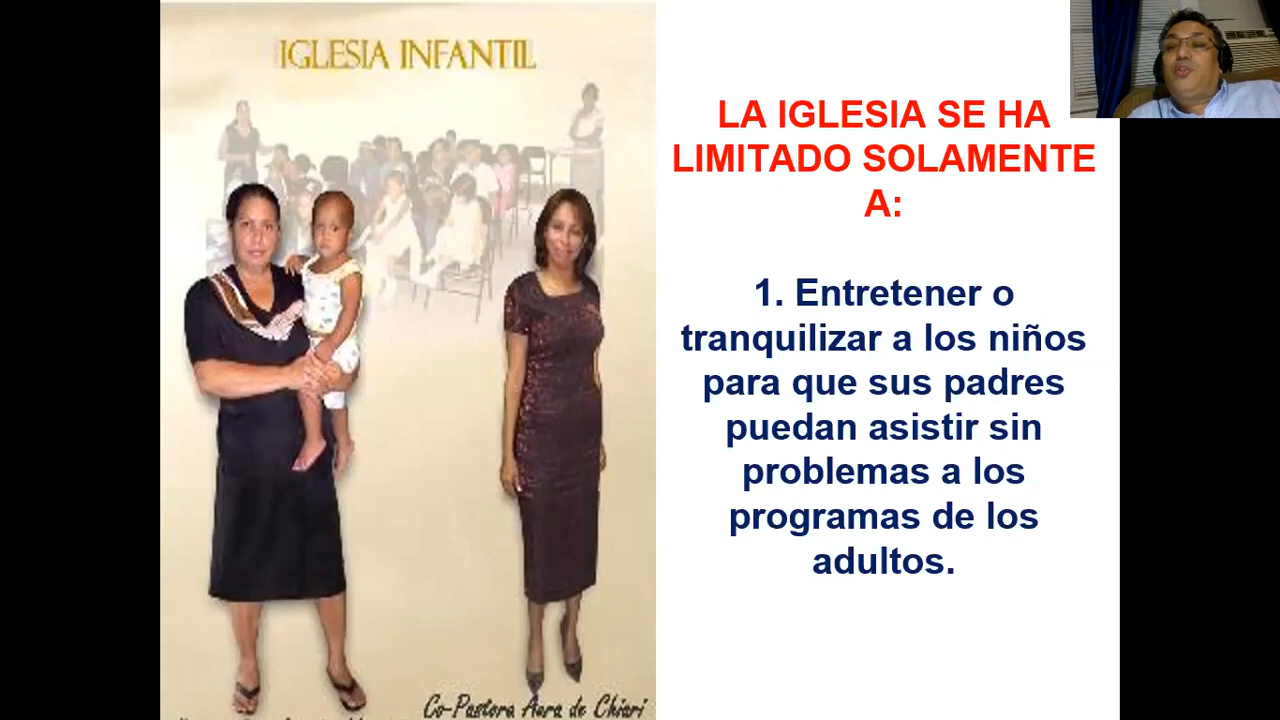 IGLESIA INFANTIL
Co-Pastora Aura de Chiari
LA IGLESIA SE HA
LIMITADO SOLAMENTE
A:
1. Entretener o
tranquilizar a los niños
para que sus padres
puedan asistir sin
problemas a los
programas de los
adultos.